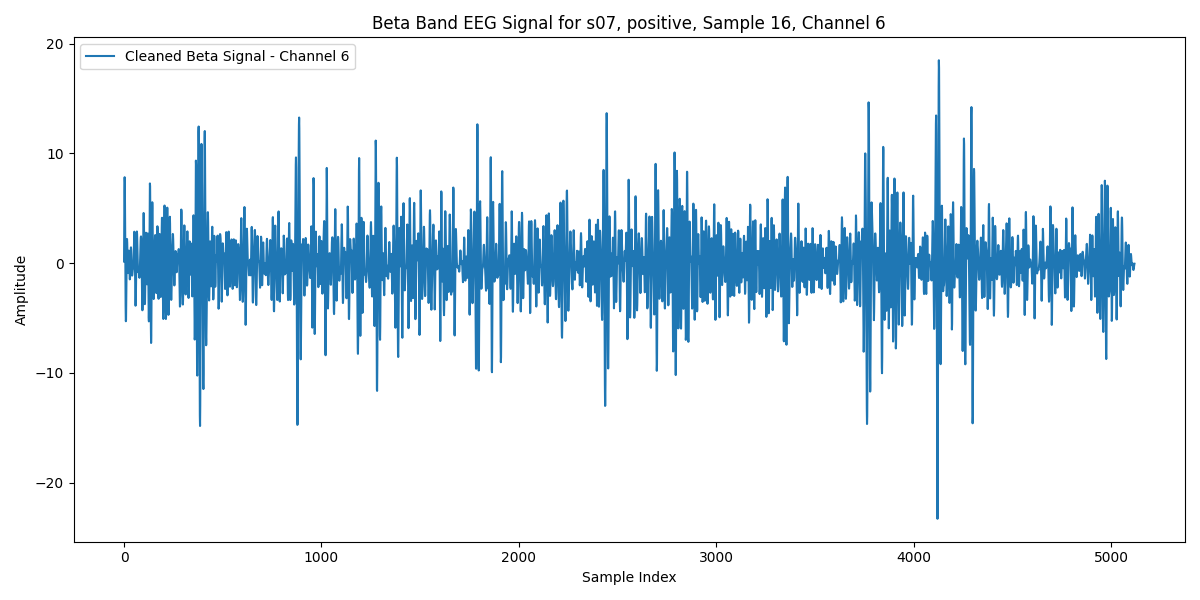 Beta Band EEG Signal for s07, positive, Sample 16, Channel 6
Cleaned Beta Signal - Channel 6
20
10
0
−10
−20
Amplitude
0 1000 2000 3000 4000 5000
Sample Index